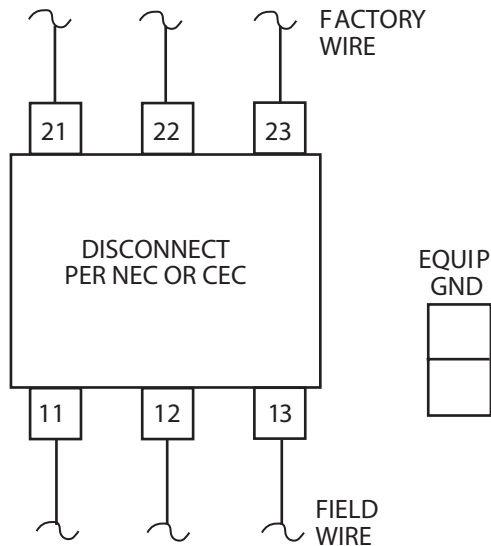 FACTORY
WIRE
21
22
23
DISCONNECT
PER NEC OR CEC
EQUIP
GND
11
12
13
FIELD
WIRE